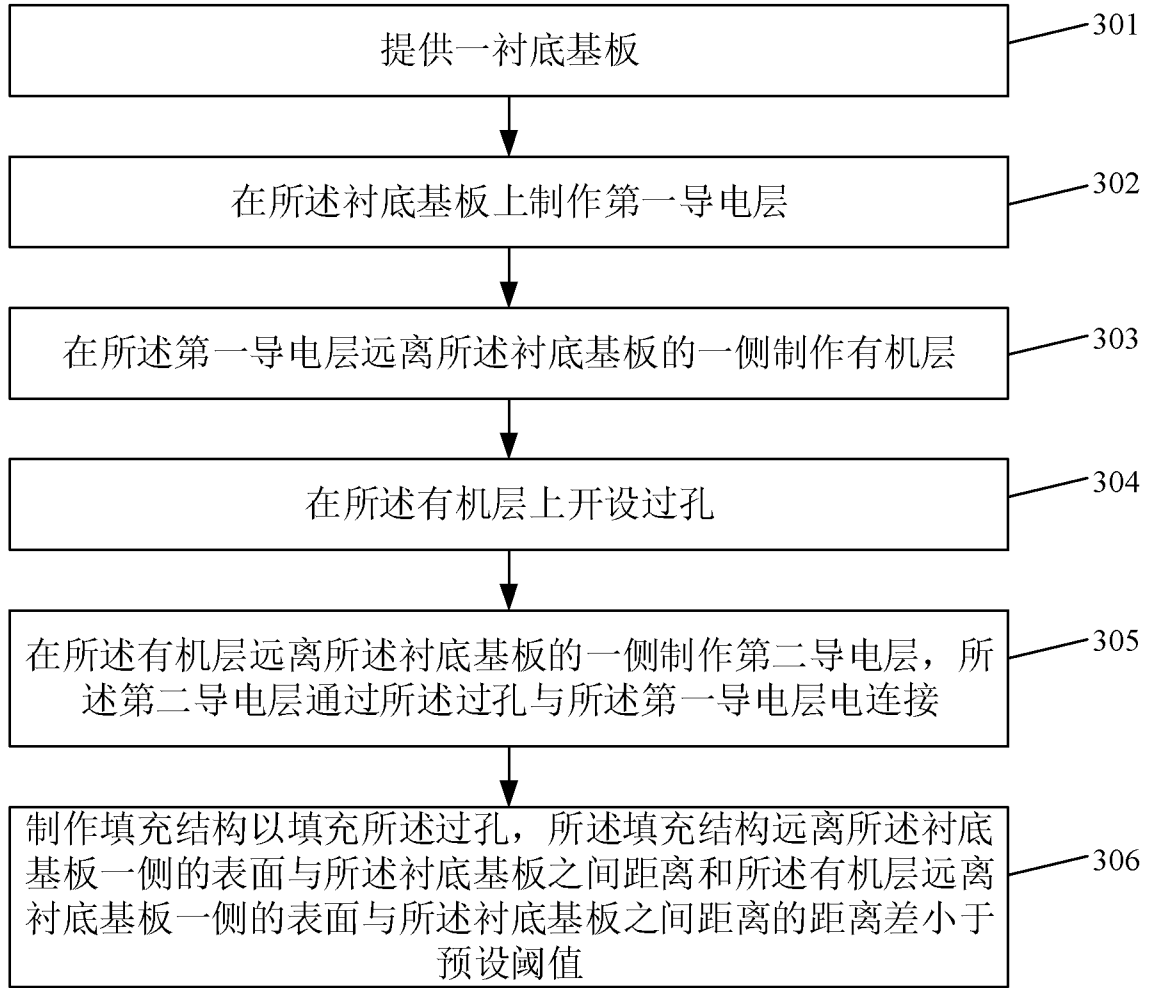 提供一衬底基板
301
在所述衬底基板上制作第一导电层
302
在所述第一导电层远离所述衬底基板的一侧制作有机层
303
在所述有机层上开设过孔
304
在所述有机层远离所述衬底基板的一侧制作第二导电层，所
述第二导电层通过所述过孔与所述第一导电层电连接
305
制作填充结构以填充所述过孔，所述填充结构远离所述衬底
基板一侧的表面与所述衬底基板之间距离和所述有机层远离
衬底基板一侧的表面与所述衬底基板之间距离的距离差小于
预设阈值
306